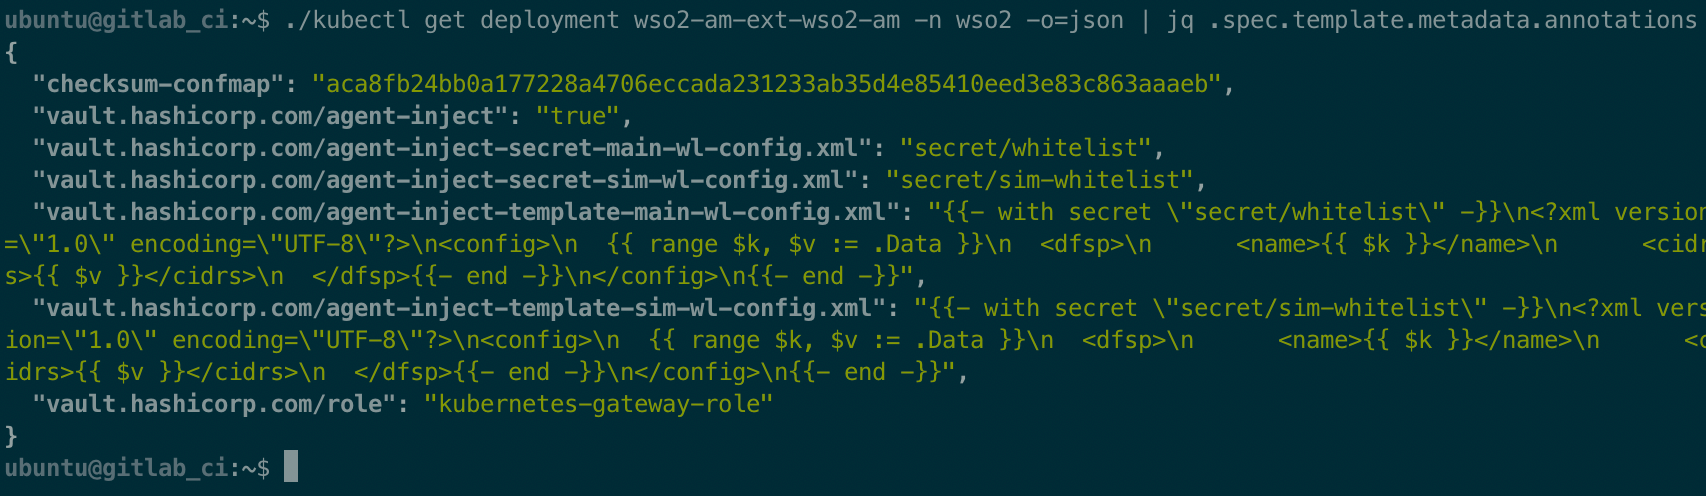 ubuntu@gitlab_ci:~$ ./kubectl get deployment wso2-am-ext-wso2-am -n wso2 -o=json | jq .spec.template.metadata.annotations
{
  "checksum-confmap": "aca8fb24bb0a177228a4706eccada231233ab35d4e85410eed3e83c863aaaeb",
  "vault.hashicorp.com/agent-inject": "true",
  "vault.hashicorp.com/agent-inject-secret-main-wl-config.xml": "secret/whitelist",
  "vault.hashicorp.com/agent-inject-secret-sim-wl-config.xml": "secret/sim-whitelist",
  "vault.hashicorp.com/agent-inject-template-main-wl-config.xml": "{{- with secret \"secret/whitelist\" -}}\n<?xml version
=\"1.0\" encoding=\"UTF-8\"?>\n<config>\n  {{ range $k, $v := .Data }}\n  <dfsp>\n      <name>{{ $k }}</name>\n      <cidr
s>{{ $v }}</cidrs>\n  </dfsp>{{- end -}}\n</config>\n{{- end -}}",
  "vault.hashicorp.com/agent-inject-template-sim-wl-config.xml": "{{- with secret \"secret/sim-whitelist\" -}}\n<?xml vers
ion=\"1.0\" encoding=\"UTF-8\"?>\n<config>\n  {{ range $k, $v := .Data }}\n  <dfsp>\n      <name>{{ $k }}</name>\n      <c
idrs>{{ $v }}</cidrs>\n  </dfsp>{{- end -}}\n</config>\n{{- end -}}",
  "vault.hashicorp.com/role": "kubernetes-gateway-role"
}
ubuntu@gitlab_ci:~$